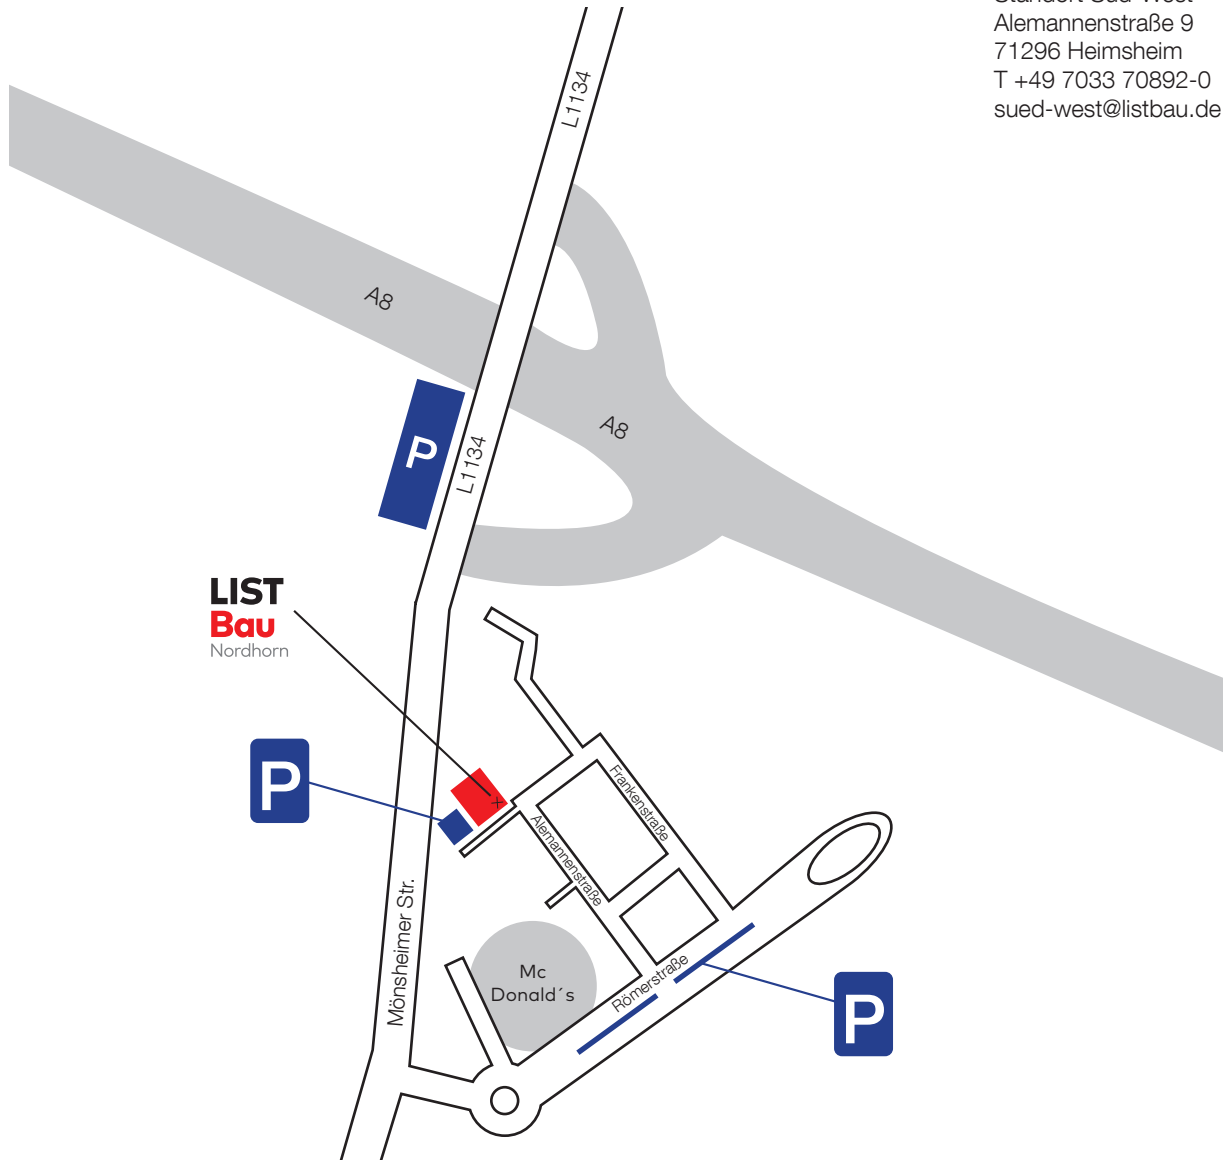 Alemannenstraße 9
71296 Heimsheim
T +49 7033 70892-0
sued-west@listbau.de
L1134
A8
A8
P
L1134
LIST
Bau
Nordhorn
P
Frankenstraße
Alemannenstraße
Mönsheimer Str.
Mc
Donald´s
Römerstraße
P